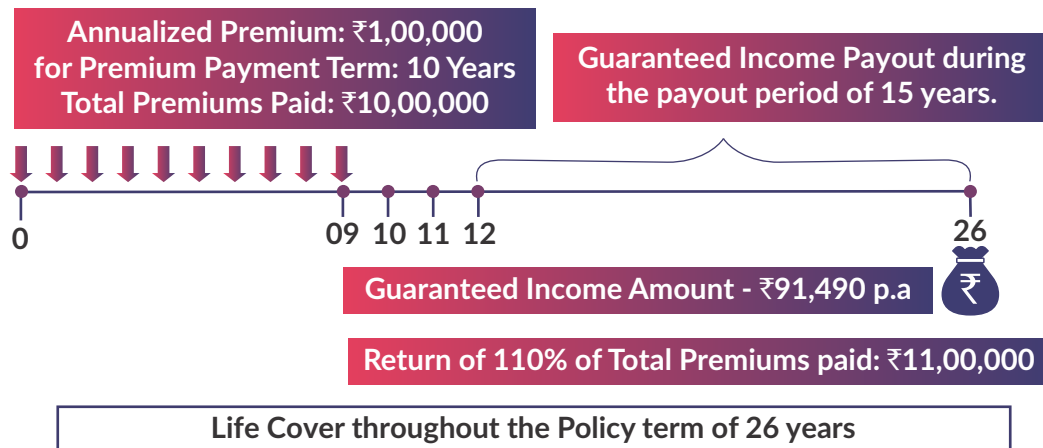 Annualized Premium: ₹1,00,000
for Premium Payment Term: 10 Years
Total Premiums Paid: ₹10,00,000
Guaranteed Income Payout during
the payout period of 15 years.
0
09
10
11
12
26
₹
Guaranteed Income Amount - ₹91,490 p.a
Return of 110% of Total Premiums paid: ₹11,00,000
Life Cover throughout the Policy term of 26 years